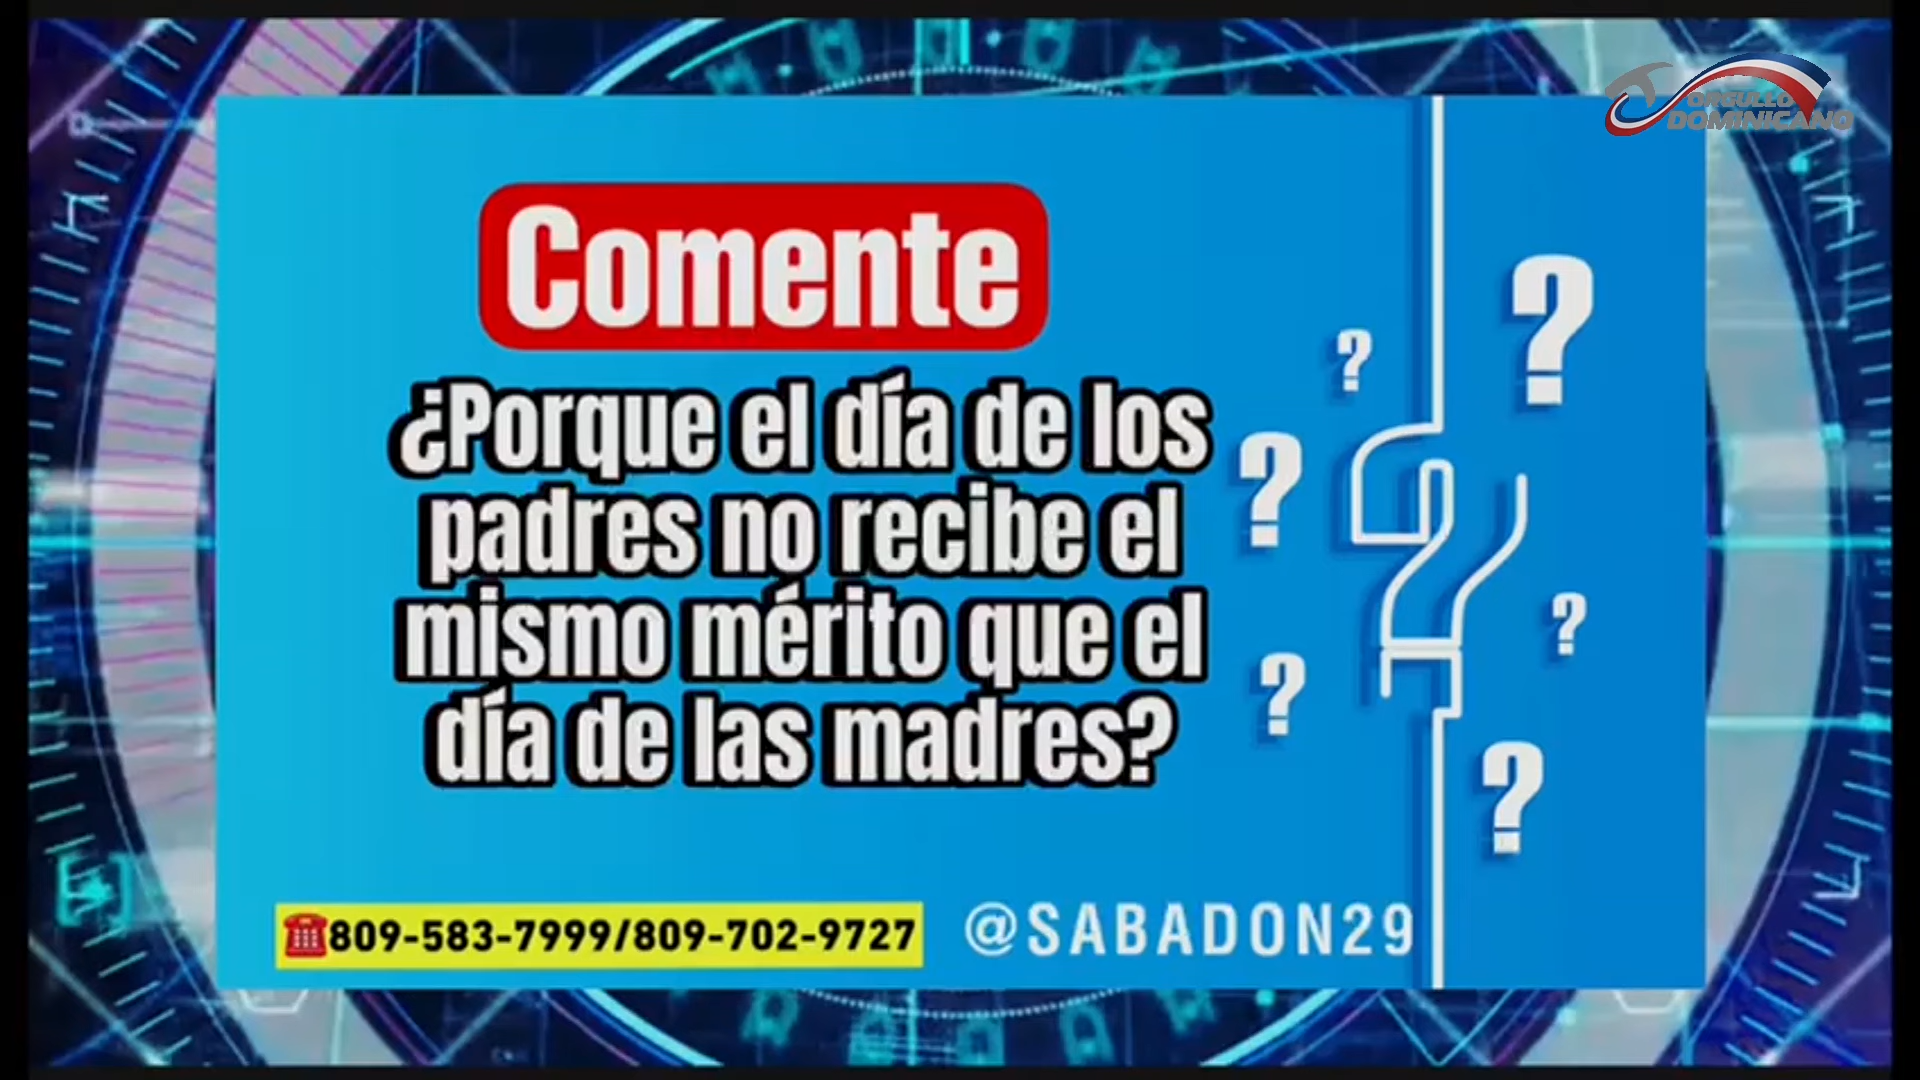 ORGULLO
DOMINICANO
Comente
¿Porque el día de los
padres no recibe el
mismo mérito que el
día de las madres?
809-583-7999/809-702-9727
@SABADON29